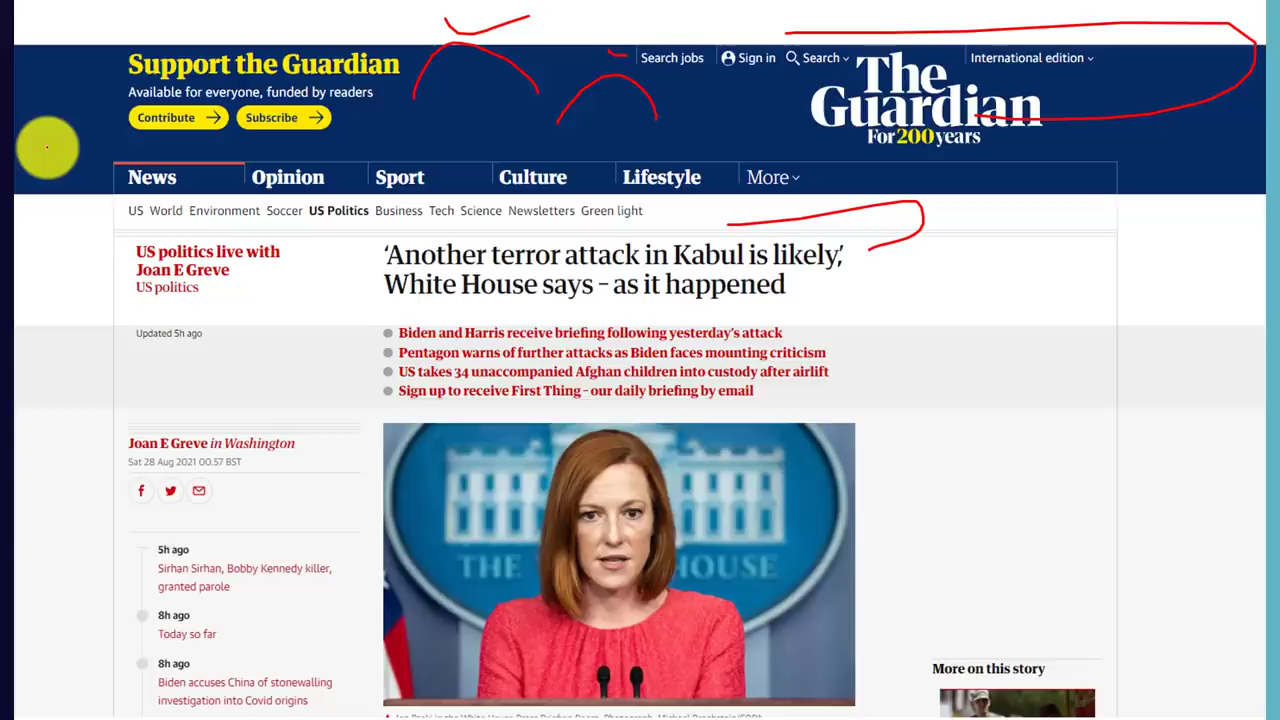 Support the Guardian
Available for everyone, funded by readers
Contribute
Subscribe
Search jobs
Sign in
Search
International edition
The
Guardian
For 200 years
News
Opinion
Sport
Culture
Lifestyle
More
US World Environment Soccer US Politics Business Tech Science Newsletters Green light
US politics live with
Joan E Greve
US politics
‘Another terror attack in Kabul is likely,’
White House says – as it happened
Updated 5h ago
Biden and Harris receive briefing following yesterday’s attack
Pentagon warns of further attacks as Biden faces mounting criticism
US takes 34 unaccompanied Afghan children into custody after airlift
Sign up to receive First Thing – our daily briefing by email
Joan E Greve in Washington
Sat 28 Aug 2021 00.57 BST
5h ago
Sirhan Sirhan, Bobby Kennedy killer,
granted parole
8h ago
Today so far
8h ago
Biden accuses China of stonewalling
investigation into Covid origins
THE HOUSE
More on this story